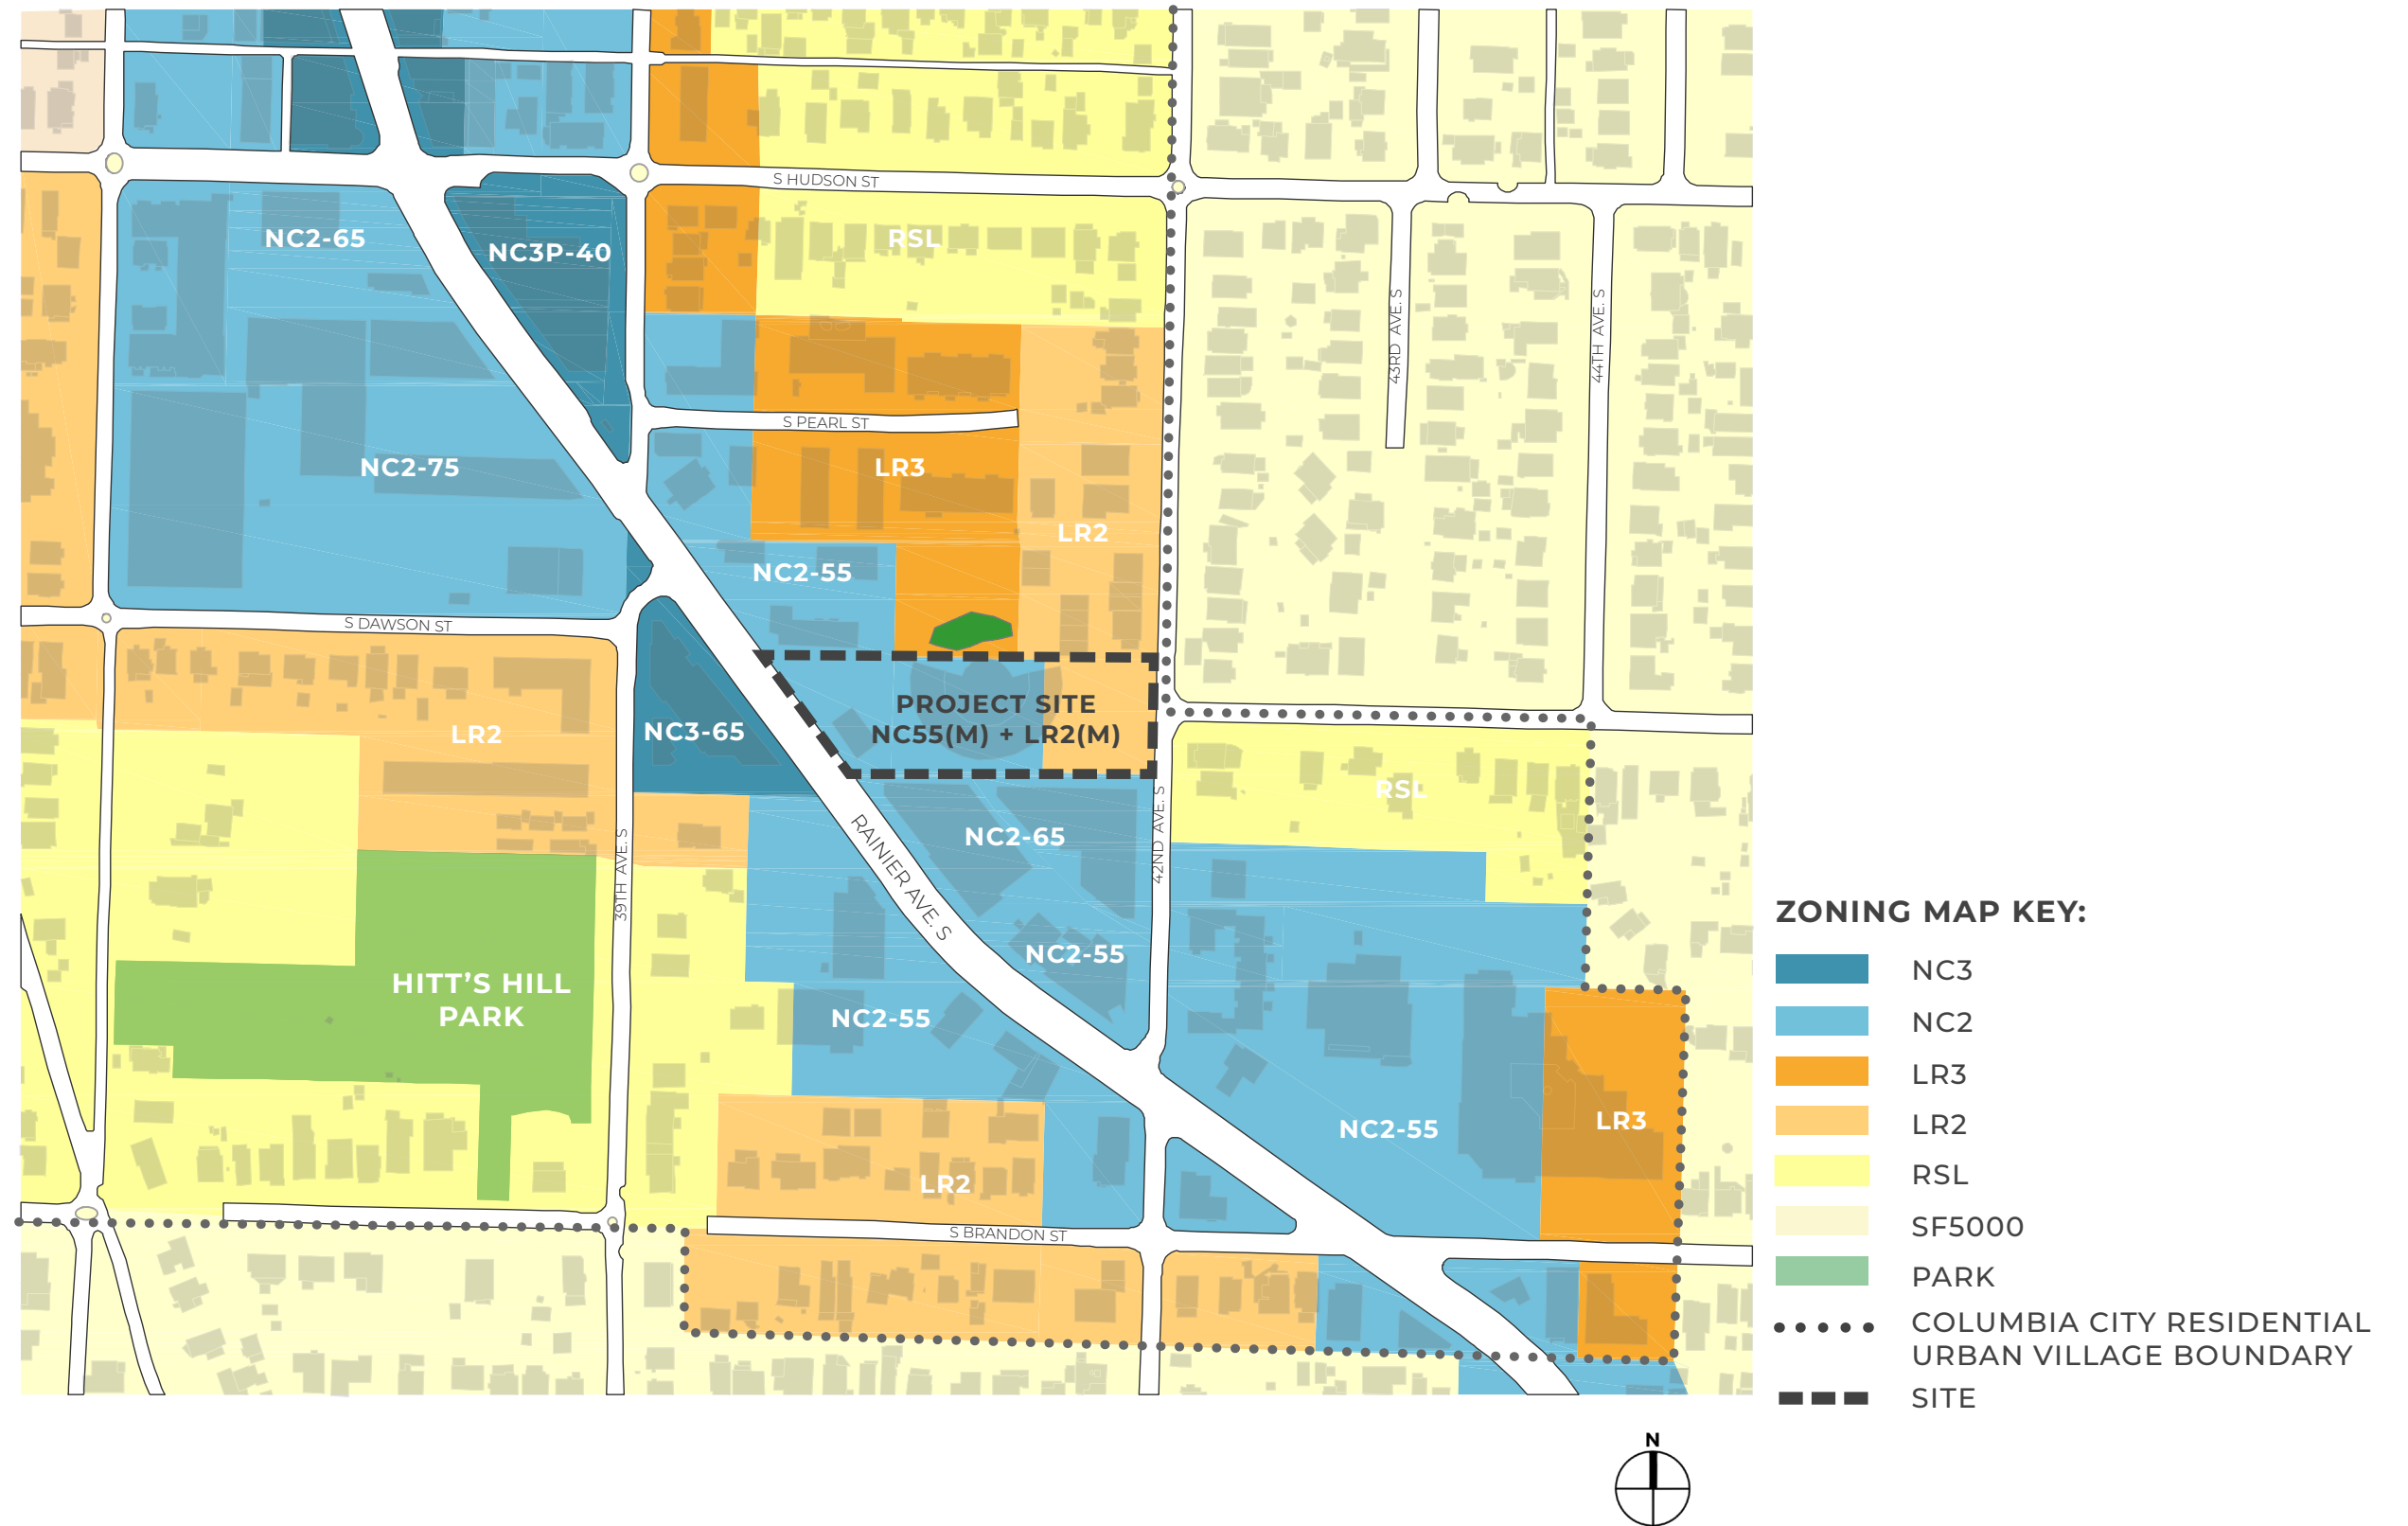 S HUDSON ST
NC2-65
NC3P-40
RSL
43RD AVE. S
44TH AVE. S
S PEARL ST
NC2-75
LR3
LR2
NC2-55
S DAWSON ST
PROJECT SITE
NC55(M) + LR2(M)
LR2
NC3-65
RSL
RAINIER AVE. S
NC2-65
42ND AVE. S
39TH AVE. S
NC2-55
HITT’S HILL
PARK
NC2-55
NC2-55
LR3
LR2
S BRANDON ST
ZONING MAP KEY:
NC3
NC2
LR3
LR2
RSL
SF5000
PARK
COLUMBIA CITY RESIDENTIAL
URBAN VILLAGE BOUNDARY
SITE
N